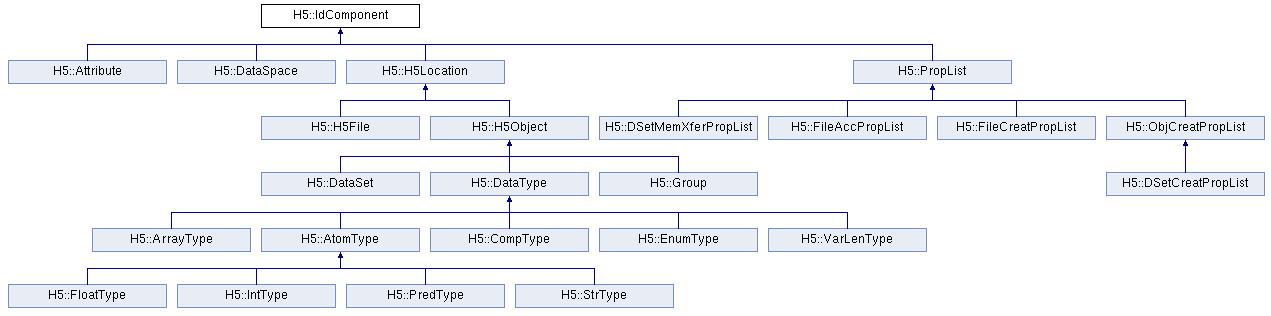 H5::IdComponent
H5::Attribute H5::DataSpace H5::H5Location H5::PropList
H5::H5File H5::H5Object H5::DSetMemXferPropList H5::FileAccPropList H5::FileCreatPropList H5::ObjCreatPropList
H5::DataSet H5::DataType H5::Group H5::DSetCreatPropList
H5::ArrayType H5::AtomType H5::CompType H5::EnumType H5::VarLenType
H5::FloatType H5::IntType H5::PredType H5::StrType